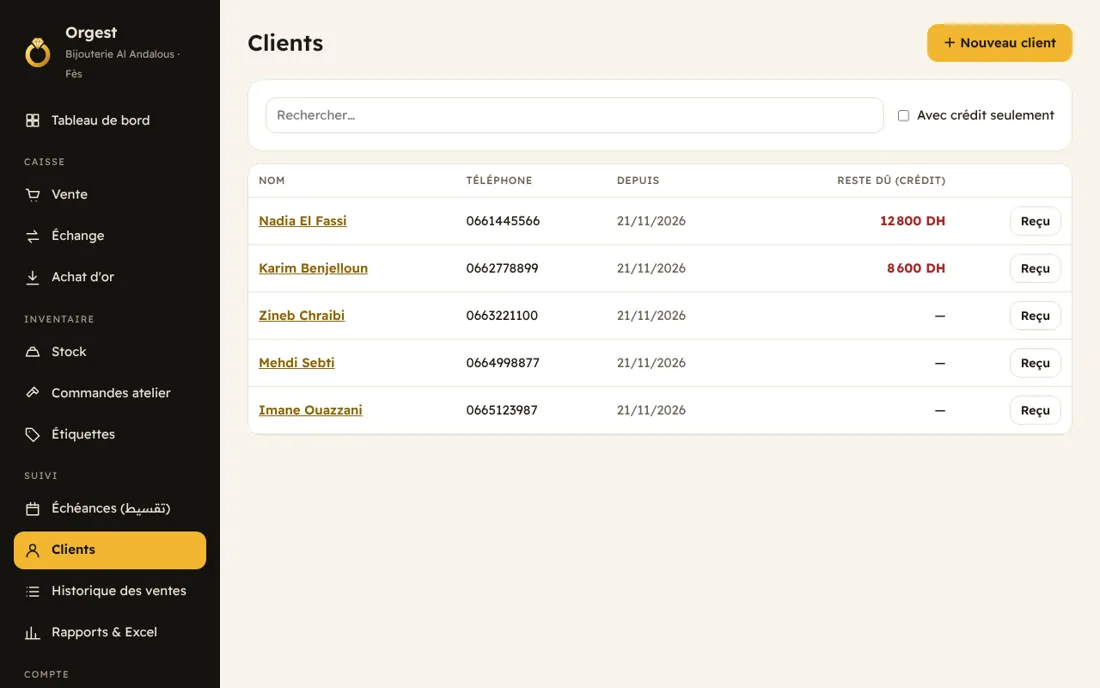 Orgest
Bijouterie Al Andalous ·
Fès
Tableau de bord
CAISSE
Vente
Échange
Achat d'or
INVENTAIRE
Stock
Commandes atelier
Étiquettes
SUIVI
Échéances (تقسيط)
Clients
Historique des ventes
Rapports & Excel
COMPTE
Clients
+ Nouveau client
Rechercher…
Avec crédit seulement
NOM TÉLÉPHONE DEPUIS RESTE DÛ (CRÉDIT)
Nadia El Fassi 0661445566 21/11/2026 12 800 DH Reçu
Karim Benjelloun 0662778899 21/11/2026 8 600 DH Reçu
Zineb Chraibi 0663221100 21/11/2026 — Reçu
Mehdi Sebti 0664998877 21/11/2026 — Reçu
Imane Ouazzani 0665123987 21/11/2026 — Reçu